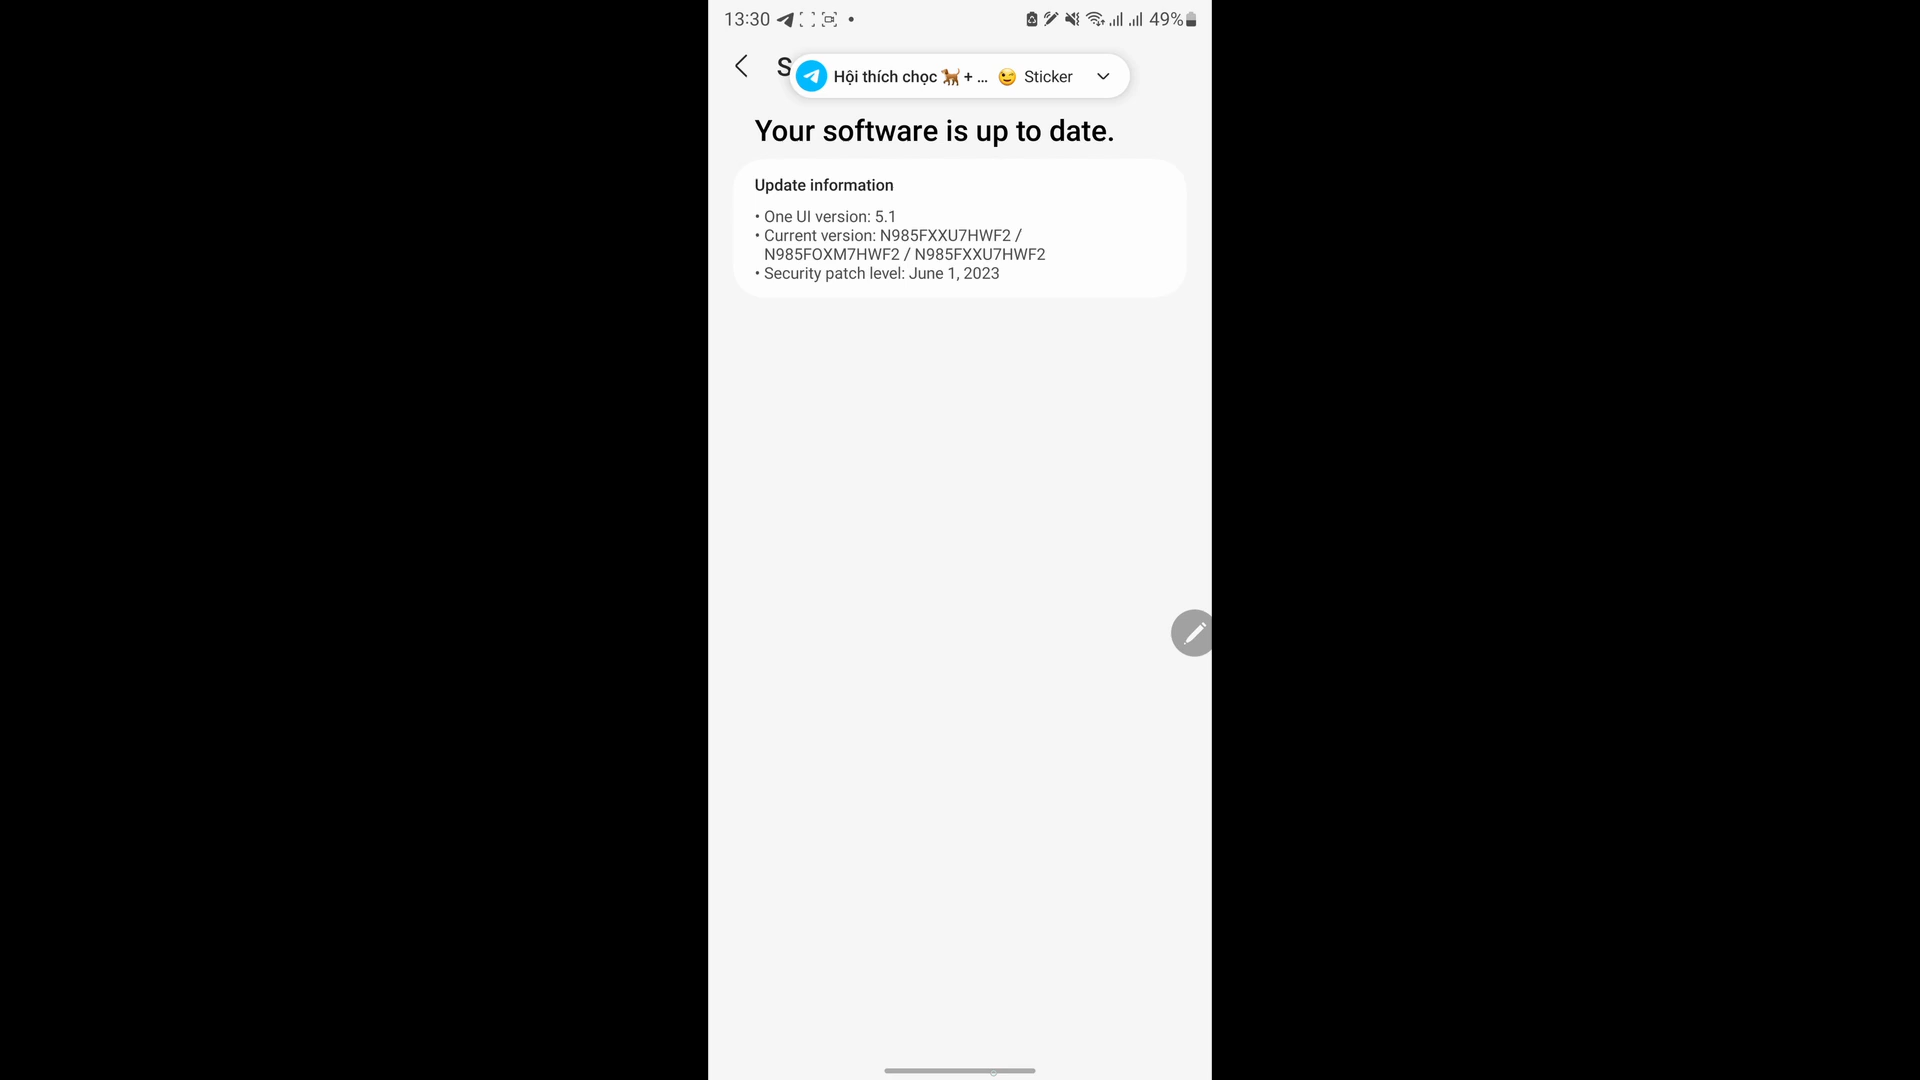 13:30
49%
S
Hội thích chọc 🐕 + ... 😉 Sticker
Your software is up to date.
Update information
• One UI version: 5.1
• Current version: N985FXXU7HWF2 /
N985FOXM7HWF2 / N985FXXU7HWF2
• Security patch level: June 1, 2023